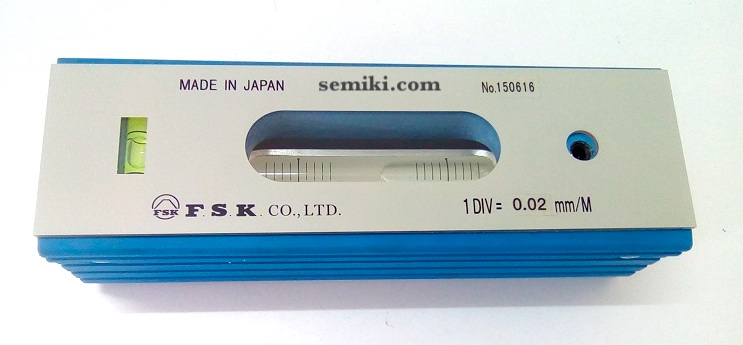 MADE IN JAPAN
semiki.com
No.150616
FSK F.S.K. CO., LTD.
1 DIV = 0.02 mm/M